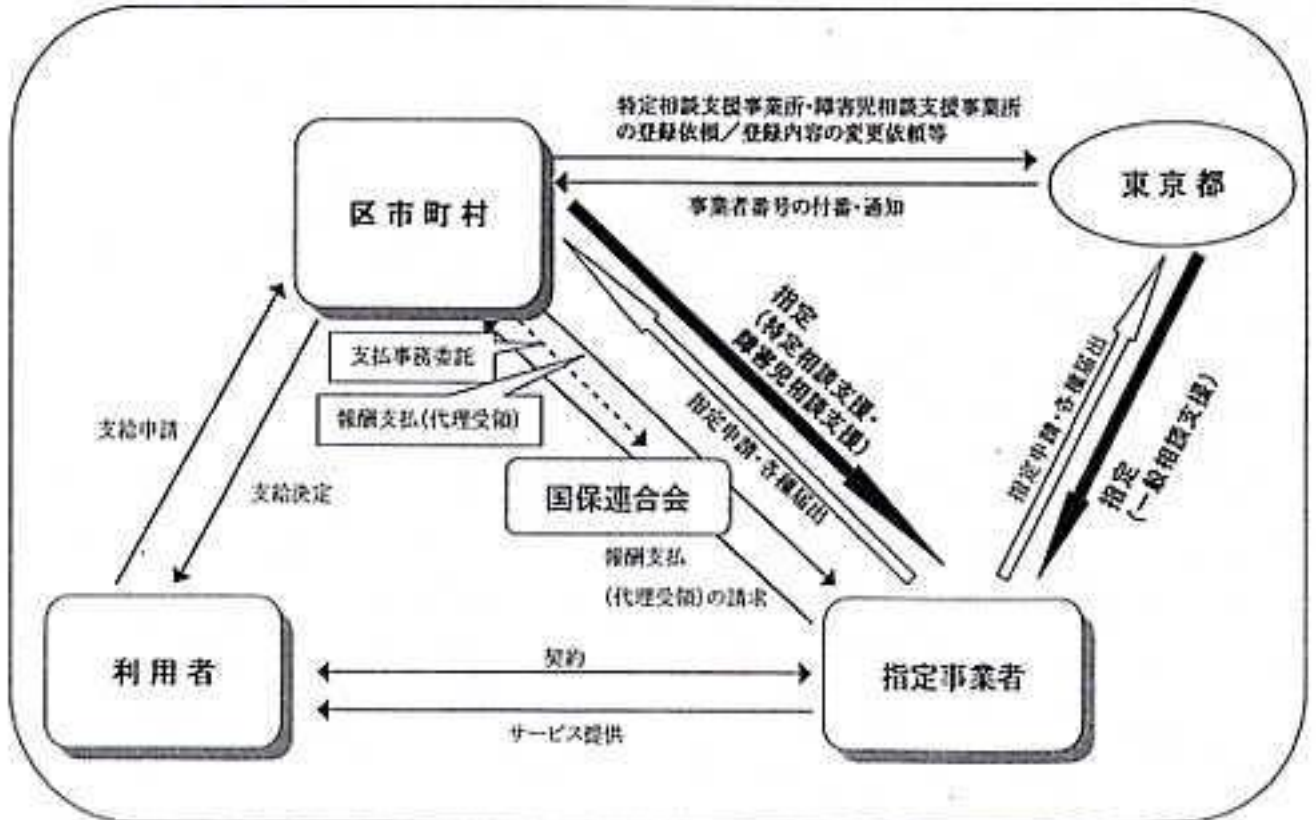 特定相談支援事業所・障害児相談支援事業所
の登録依頼／登録内容の変更依頼等
区市町村
東京都
事業者番号の付番・通知
指定
(特定相談支援・
障害児相談支援)
指定申請・各種届出
指定申請・各種届出
指定
(一般相談支援)
支払事務委託
報酬支払(代理受領)
支給申請
支給決定
国保連合会
報酬支払
(代理受領)の請求
利用者
契約
サービス提供
指定事業者